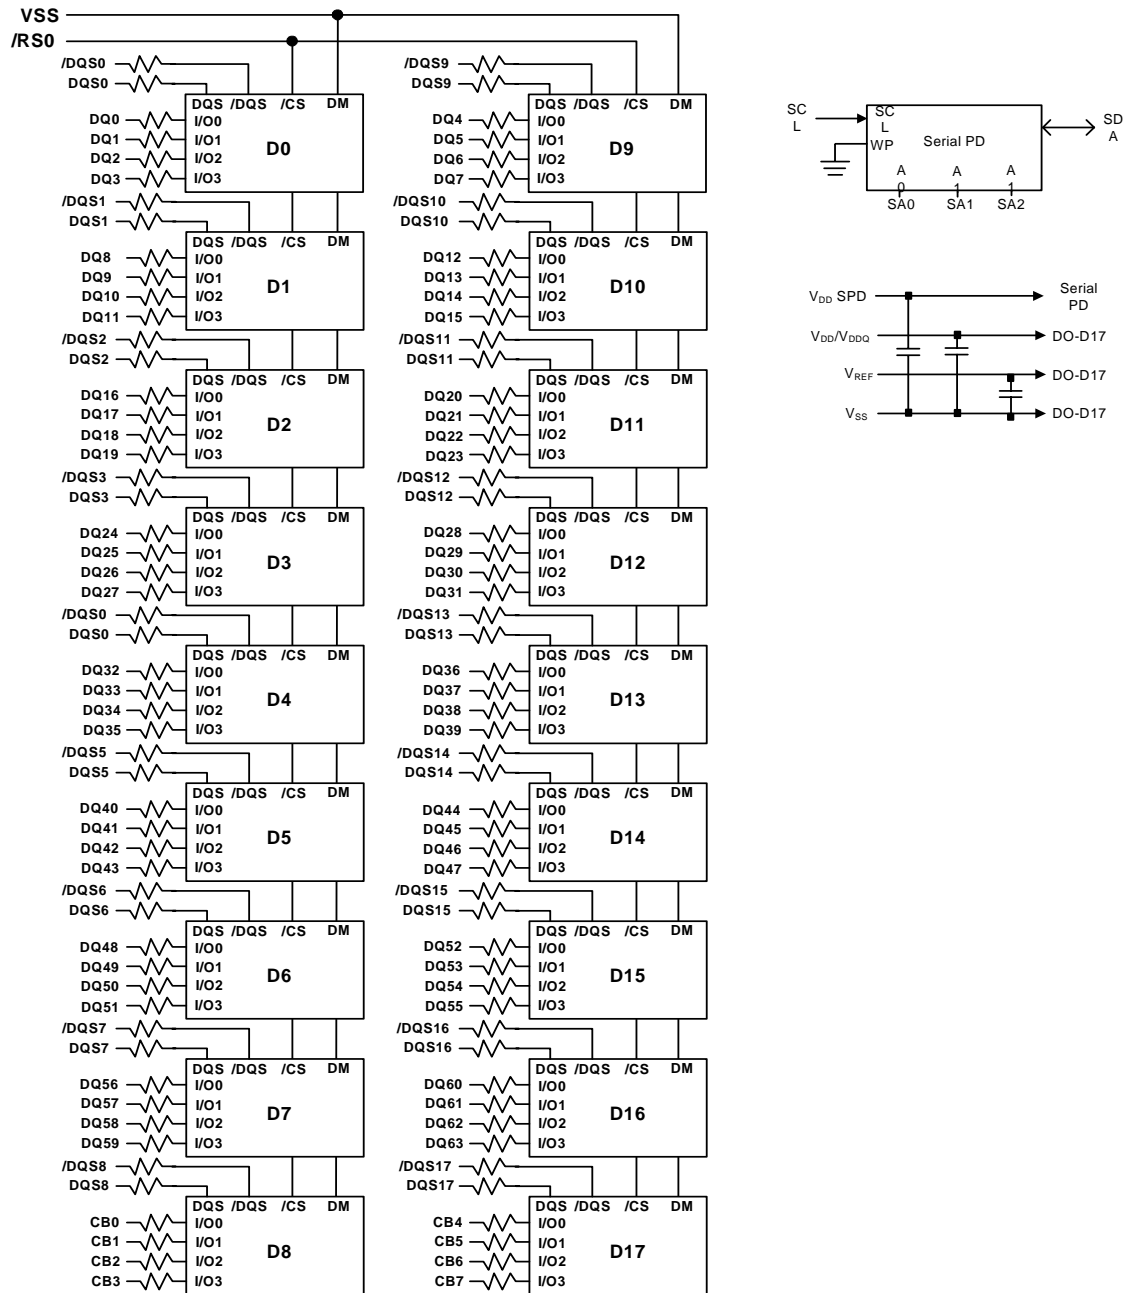 VSS
/RS0
/DQS0
DQS0
DQS /DQS /CS DM
DQ0 I/O0
DQ1 I/O1
DQ2 I/O2
DQ3 I/O3
D0
/DQS1
DQS1
DQS /DQS /CS DM
DQ8 I/O0
DQ9 I/O1
DQ10 I/O2
DQ11 I/O3
D1
/DQS2
DQS2
DQS /DQS /CS DM
DQ16 I/O0
DQ17 I/O1
DQ18 I/O2
DQ19 I/O3
D2
/DQS3
DQS3
DQS /DQS /CS DM
DQ24 I/O0
DQ25 I/O1
DQ26 I/O2
DQ27 I/O3
D3
/DQS0
DQS0
DQS /DQS /CS DM
DQ32 I/O0
DQ33 I/O1
DQ34 I/O2
DQ35 I/O3
D4
/DQS5
DQS5
DQS /DQS /CS DM
DQ40 I/O0
DQ41 I/O1
DQ42 I/O2
DQ43 I/O3
D5
/DQS6
DQS6
DQS /DQS /CS DM
DQ48 I/O0
DQ49 I/O1
DQ50 I/O2
DQ51 I/O3
D6
/DQS7
DQS7
DQS /DQS /CS DM
DQ56 I/O0
DQ57 I/O1
DQ58 I/O2
DQ59 I/O3
D7
/DQS8
DQS8
DQS /DQS /CS DM
CB0 I/O0
CB1 I/O1
CB2 I/O2
CB3 I/O3
D8
/DQS9
DQS9
DQS /DQS /CS DM
DQ4 I/O0
DQ5 I/O1
DQ6 I/O2
DQ7 I/O3
D9
/DQS10
DQS10
DQS /DQS /CS DM
DQ12 I/O0
DQ13 I/O1
DQ14 I/O2
DQ15 I/O3
D10
/DQS11
DQS11
DQS /DQS /CS DM
DQ20 I/O0
DQ21 I/O1
DQ22 I/O2
DQ23 I/O3
D11
/DQS12
DQS12
DQS /DQS /CS DM
DQ28 I/O0
DQ29 I/O1
DQ30 I/O2
DQ31 I/O3
D12
/DQS13
DQS13
DQS /DQS /CS DM
DQ36 I/O0
DQ37 I/O1
DQ38 I/O2
DQ39 I/O3
D13
/DQS14
DQS14
DQS /DQS /CS DM
DQ44 I/O0
DQ45 I/O1
DQ46 I/O2
DQ47 I/O3
D14
/DQS15
DQS15
DQS /DQS /CS DM
DQ52 I/O0
DQ53 I/O1
DQ54 I/O2
DQ55 I/O3
D15
/DQS16
DQS16
DQS /DQS /CS DM
DQ60 I/O0
DQ61 I/O1
DQ62 I/O2
DQ63 I/O3
D16
/DQS17
DQS17
DQS /DQS /CS DM
CB4 I/O0
CB5 I/O1
CB6 I/O2
CB7 I/O3
D17
SC
L
SC
L
WP
Serial PD
SD
A
A
0
A
1
A
1
SA0 SA1 SA2
VDD SPD
Serial
PD
VDD/VDDQ DO-D17
VREF DO-D17
VSS DO-D17